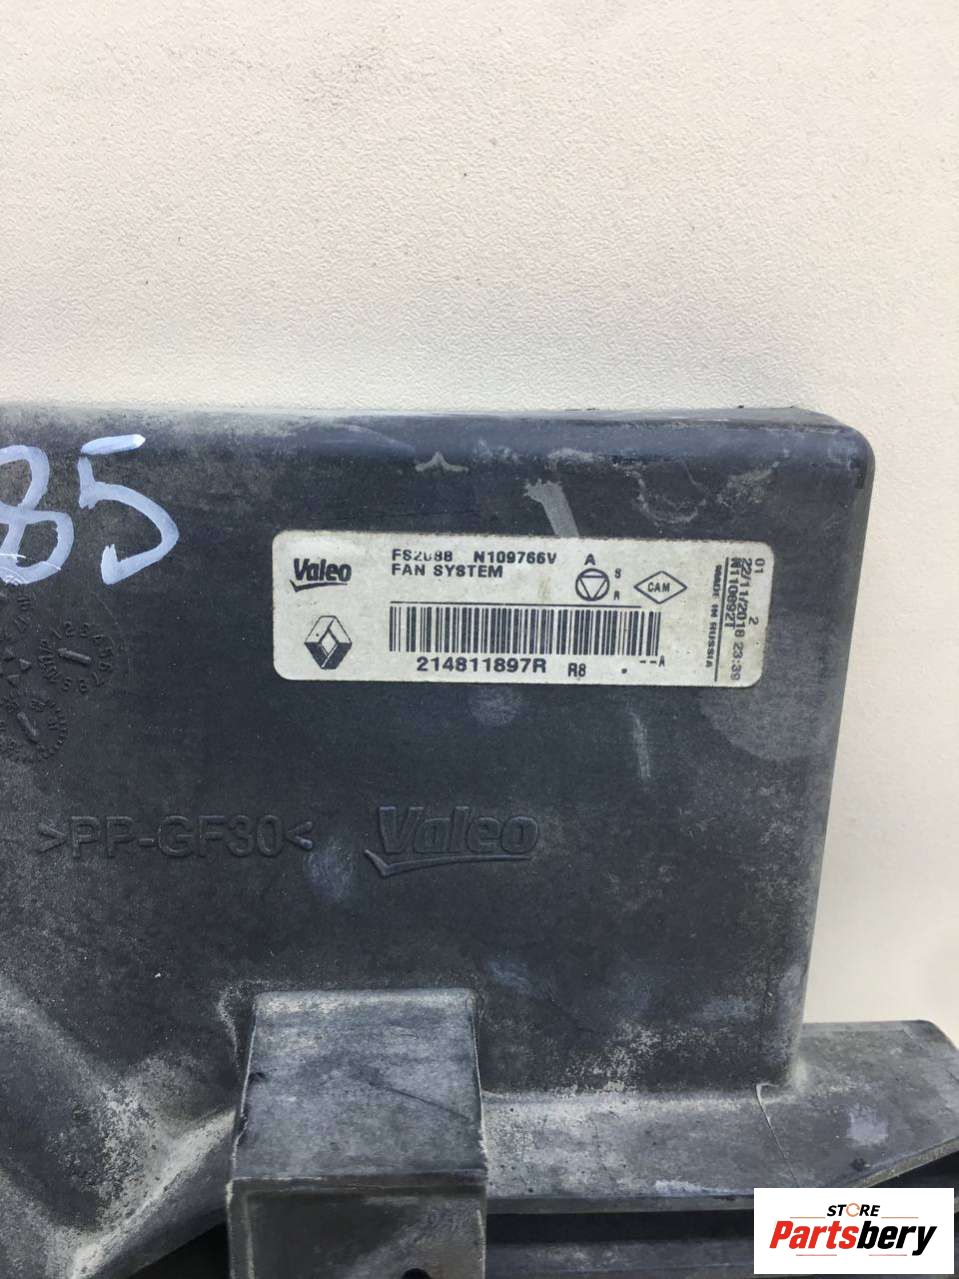 85
Valeo
FS2088 N109766V A
FAN SYSTEM
S
R
CAM
214811897R R8 . --A
01 2
22/11/2018 23:39
N1108921
MADE IN RUSSIA
>PP-GF30<
Valeo
STORE
Partsbery